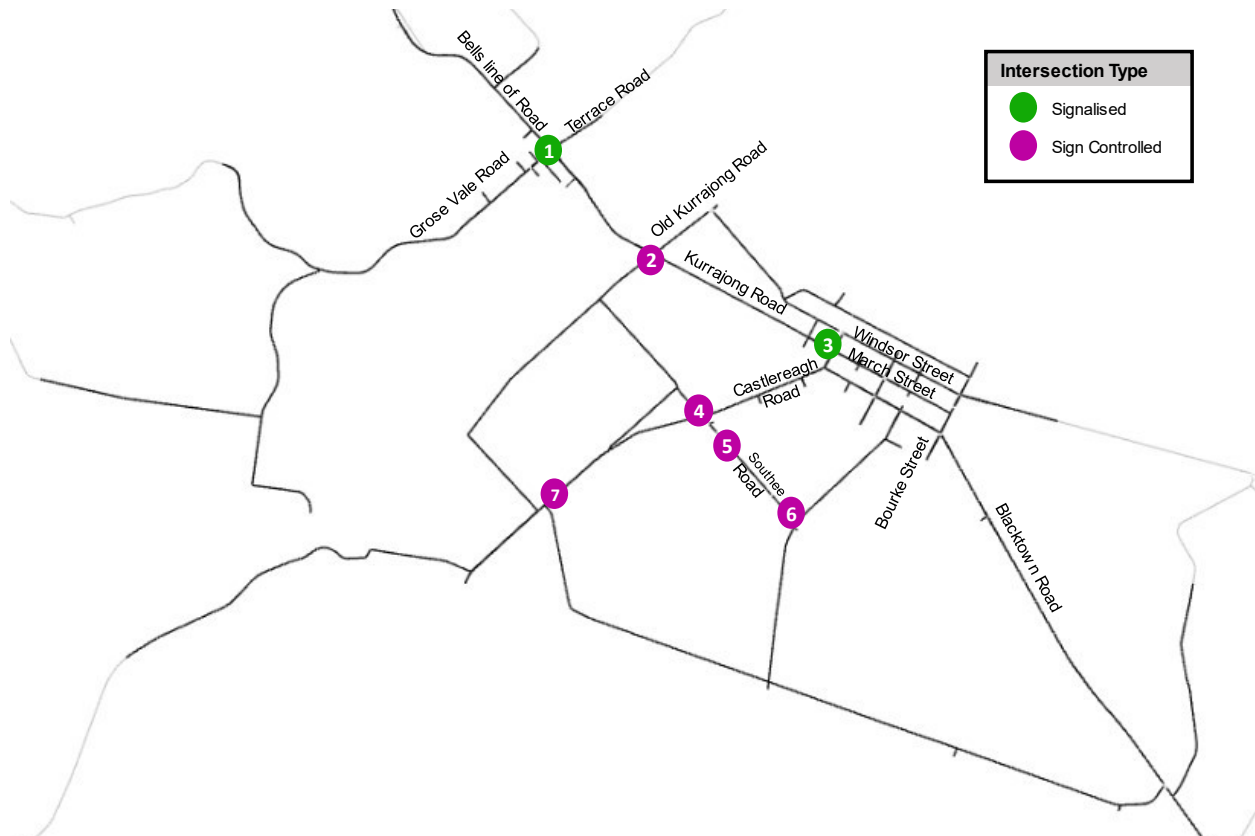 Bells line of Road
Terrace Road
Intersection Type
Signalised
Sign Controlled
1
Grose Vale Road
Old Kurrajong Road
2
Kurrajong Road
3
Windsor Street
March Street
Castlereagh
Road
4
5
Southee
Road
Bourke Street
7
6
Blacktown Road